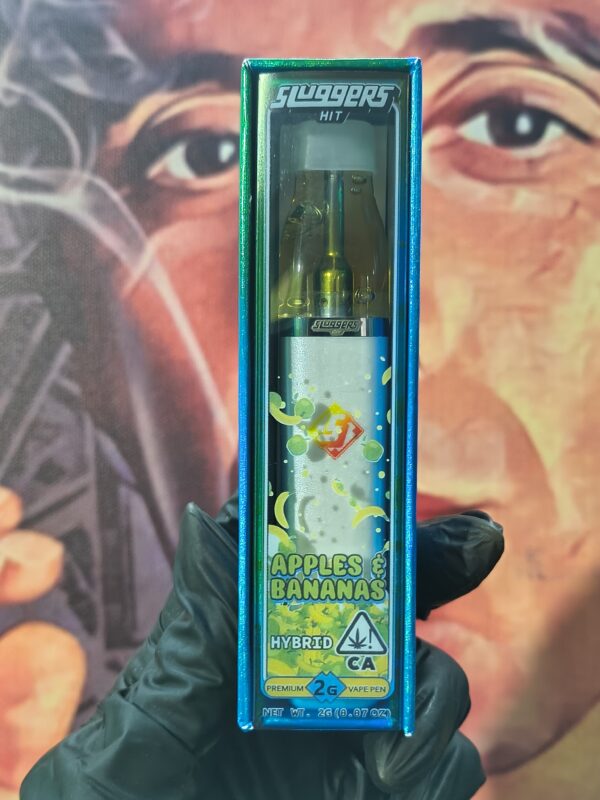 SLUGGERS
HIT
SLUGGERS
APPLES &
BANANAS
HYBRID
!
CA
PREMIUM 2G VAPE PEN
NET WT. 2G (0.07 OZ)